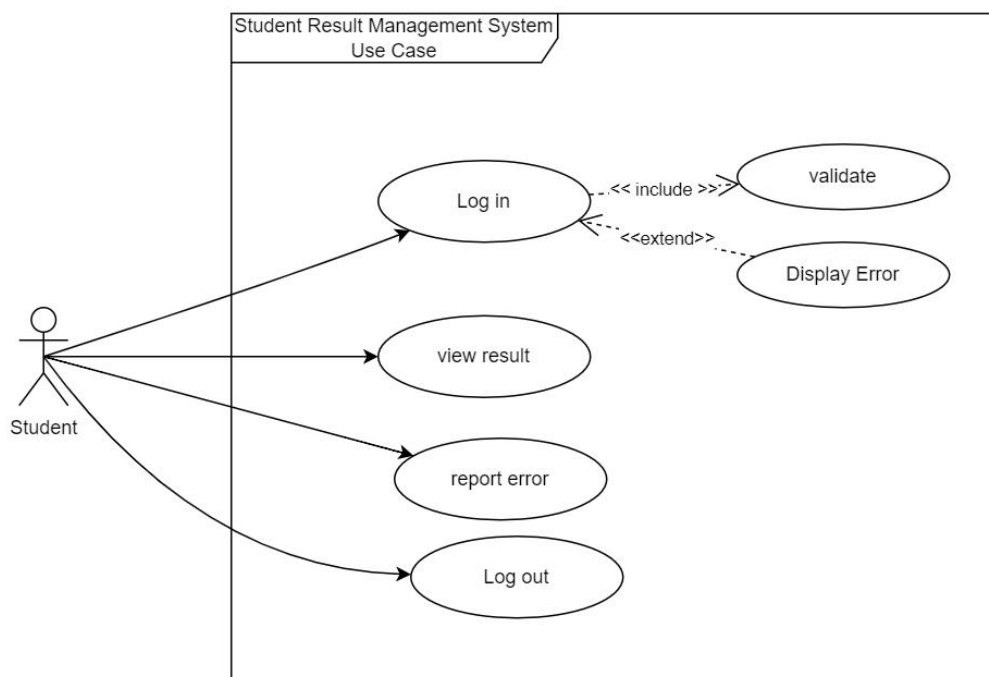 Student Result Management System
Use Case
Log in
<< include >>
validate
<<extend>>
Display Error
view result
Student
report error
Log out